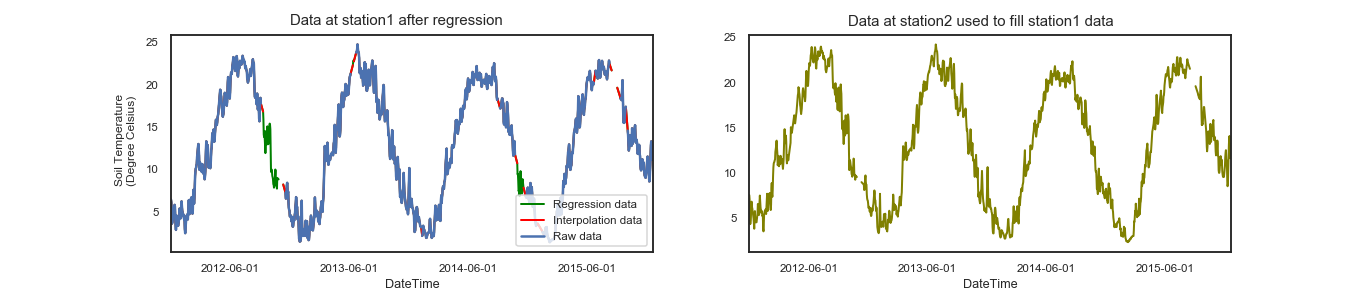 Data at station1 after regression
25
20
15
10
5
Soil Temperature
(Degree Celsius)
Regression data
Interpolation data
Raw data
2012-06-01
2013-06-01
2014-06-01
2015-06-01
DateTime
Data at station2 used to fill station1 data
25
20
15
10
5
2012-06-01
2013-06-01
2014-06-01
2015-06-01
DateTime